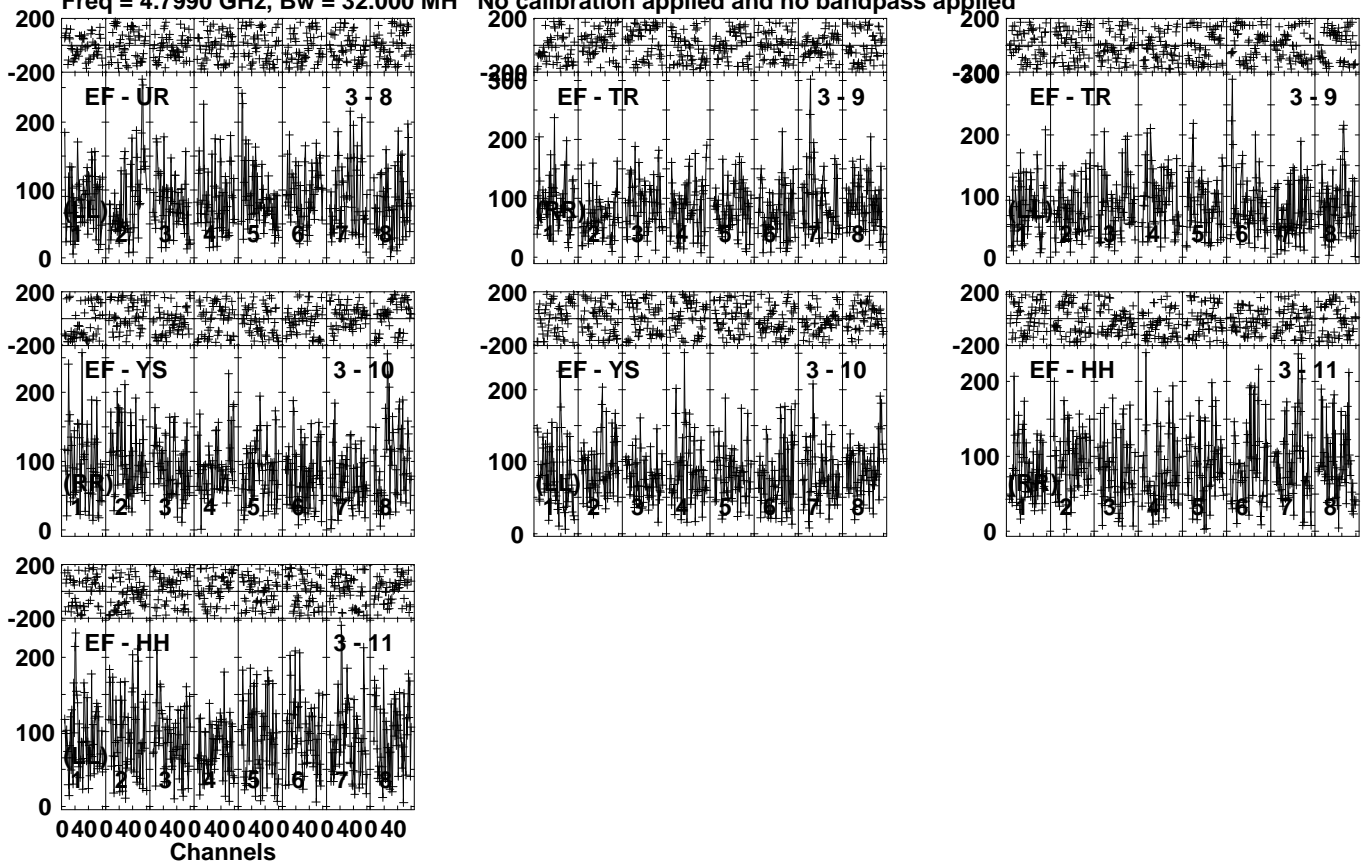 Freq = 4.7990 GHz, Bw = 32.000 MH No calibration applied and no bandpass applied
200
-200
EF - UR 3 - 8
200
100
(LL)
1 2 3 4 5 6 7 8
0
200
-200
300
EF - TR 3 - 9
200
100
(RR)
1 2 3 4 5 6 7 8
0
200
-200
300
EF - TR 3 - 9
200
100
(LL)
1 2 3 4 5 6 7 8
0
200
-200
EF - YS 3 - 10
200
100
(RR)
1 2 3 4 5 6 7 8
0
200
-200
EF - YS 3 - 10
200
100
(LL)
1 2 3 4 5 6 7 8
0
200
-200
EF - HH 3 - 11
200
100
(RR)
1 2 3 4 5 6 7 8
0
200
-200
EF - HH 3 - 11
200
100
(LL)
1 2 3 4 5 6 7 8
0
0 40 0 40 0 40 0 40 0 40 0 40 0 40 0 40
Channels